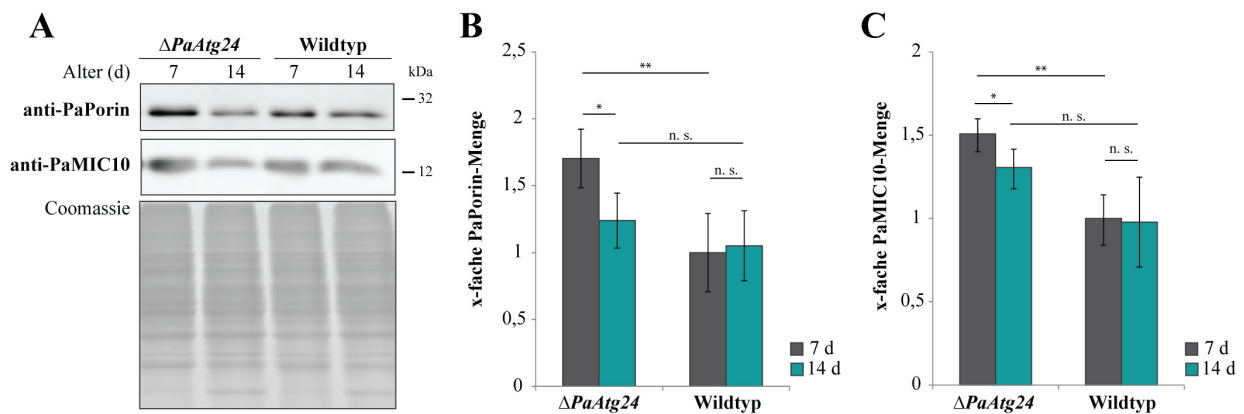 A
ΔPaAtg24 Wildtyp
Alter (d) 7 14 7 14 kDa
anti-PaPorin 32
anti-PaMIC10 12
Coomassie
B
x-fache PaPorin-Menge
2,5
2
1,5
1
0,5
0
**
*
n. s.
n. s.
7 d
14 d
ΔPaAtg24 Wildtyp
C
x-fache PaMIC10-Menge
2
1,5
1
0,5
0
**
*
n. s.
n. s.
7 d
14 d
ΔPaAtg24 Wildtyp